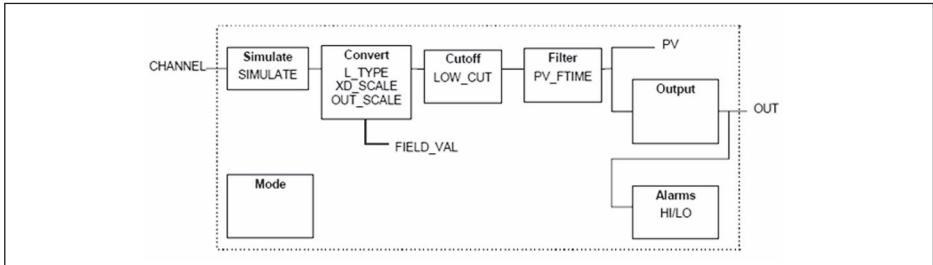 CHANNEL
Simulate
SIMULATE
Convert
L_TYPE
XD_SCALE
OUT_SCALE
FIELD_VAL
Cutoff
LOW_CUT
Filter
PV_FTIME
PV
Output
OUT
Mode
Alarms
HI/LO